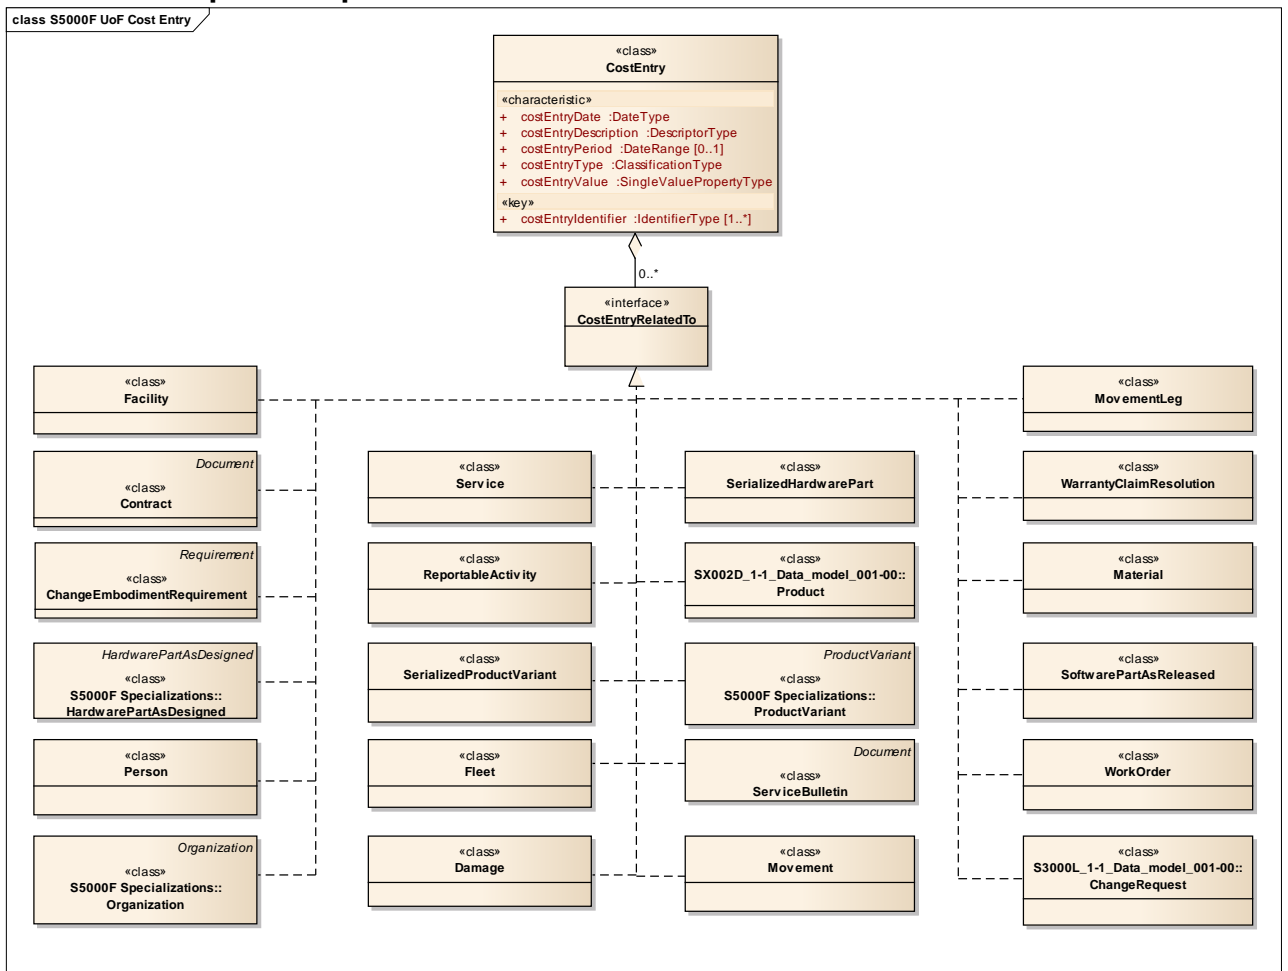 class S5000F UoF Cost Entry
«class»
CostEntry
«characteristic»
+ costEntryDate :DateType
+ costEntryDescription :DescriptorType
+ costEntryPeriod :DateRange [0..1]
+ costEntryType :ClassificationType
+ costEntryValue :SingleValuePropertyType
«key»
+ costEntryIdentifier :IdentifierType [1..*]
0..*
«interface»
CostEntryRelatedTo
«class»
Facility
Document
«class»
Contract
Requirement
«class»
ChangeEmbodimentRequirement
HardwarePartAsDesigned
«class»
S5000F Specializations::
HardwarePartAsDesigned
«class»
Person
Organization
«class»
S5000F Specializations::
Organization
«class»
Service
«class»
ReportableActivity
«class»
SerializedProductVariant
«class»
Fleet
«class»
Damage
«class»
SerializedHardwarePart
«class»
SX002D_1-1_Data_model_001-00::
Product
ProductVariant
«class»
S5000F Specializations::
ProductVariant
Document
«class»
ServiceBulletin
«class»
Movement
«class»
MovementLeg
«class»
WarrantyClaimResolution
«class»
Material
«class»
SoftwarePartAsReleased
«class»
WorkOrder
«class»
S3000L_1-1_Data_model_001-00::
ChangeRequest